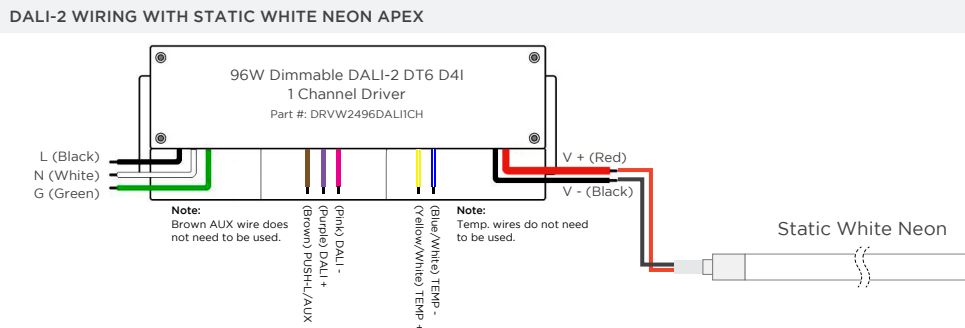 DALI-2 WIRING WITH STATIC WHITE NEON APEX
96W Dimmable DALI-2 DT6 D4I
1 Channel Driver
Part #: DRVW2496DALI1CH
L (Black)
N (White)
G (Green)
V + (Red)
V - (Black)
Note:
Brown AUX wire does
not need to be used.
(Brown) PUSH-L/AUX
(Purple) DALI +
(Pink) DALI -
(Yellow/White) TEMP +
(Blue/White) TEMP -
Note:
Temp. wires do not need
to be used.
Static White Neon